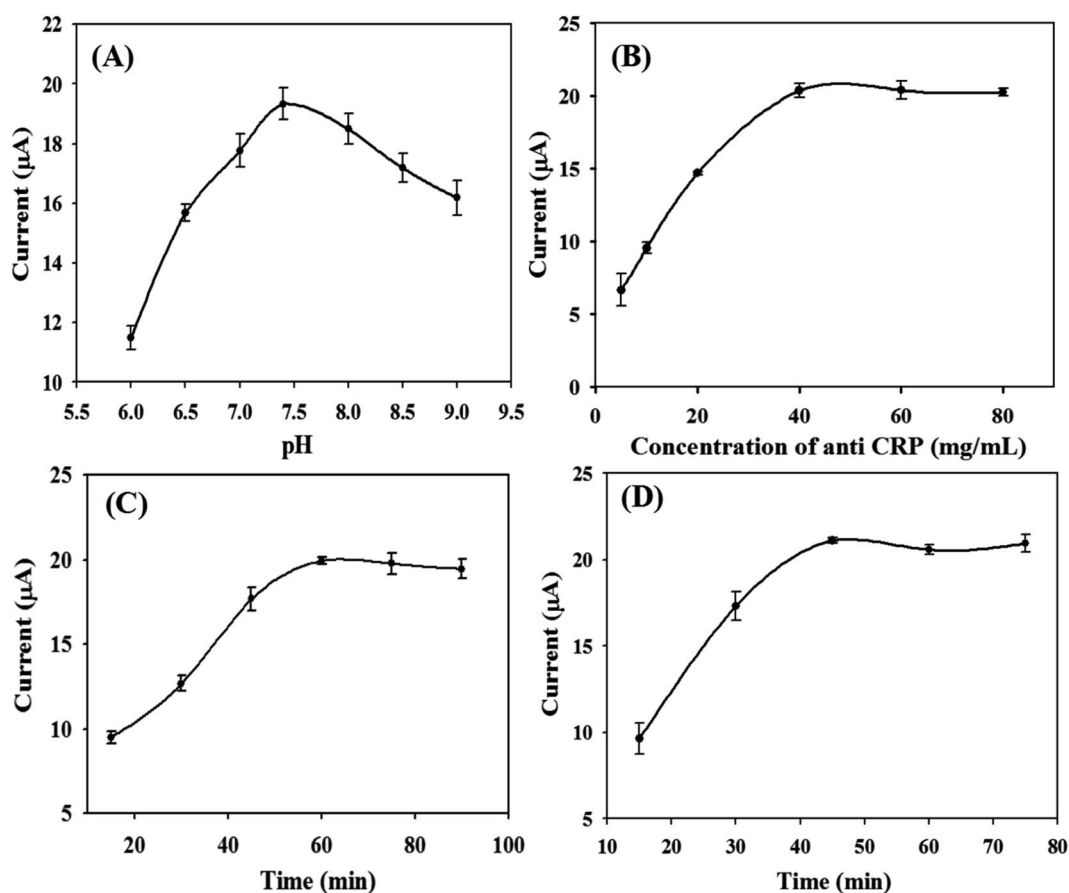 (A)
22
20
18
16
14
12
10
Current (µA)
5.5 6.0 6.5 7.0 7.5 8.0 8.5 9.0 9.5
pH
(B)
25
20
15
10
5
0
Current (µA)
0 20 40 60 80
Concentration of anti CRP (mg/mL)
(C)
25
20
15
10
5
Current (µA)
20 40 60 80 100
Time (min)
(D)
25
20
15
10
5
Current (µA)
10 20 30 40 50 60 70 80
Time (min)